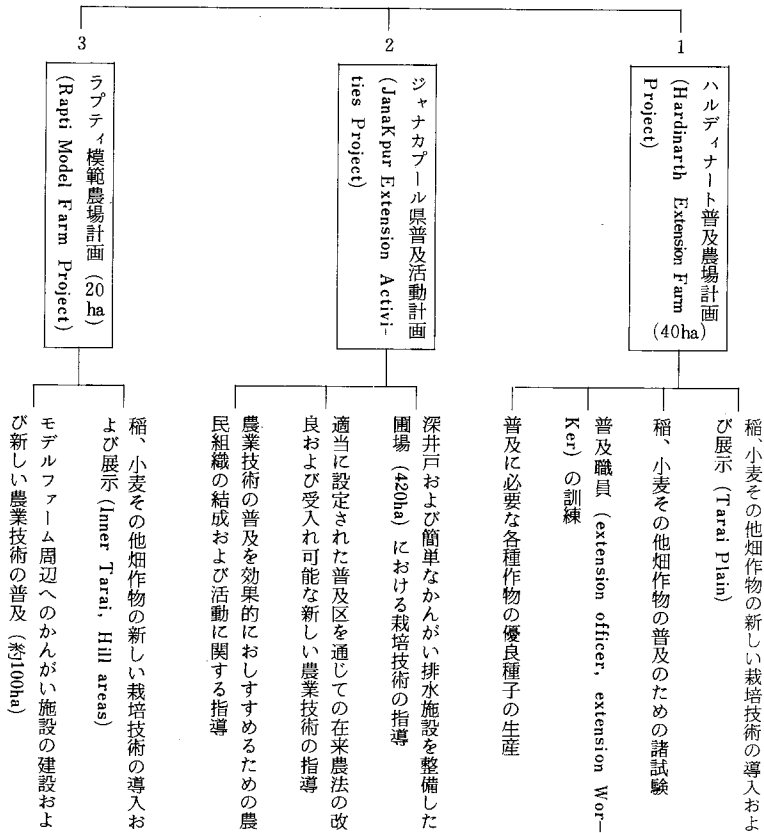 1
ハルディナート普及農場計画
(Hardinarth Extension Farm
Project)
(40ha)
稲、小麦その他畑作物の新しい栽培技術の導入およ
び展示 (Tarai Plain)
稲、小麦その他畑作物の普及のための諸試験
普及職員 (extension officer, extension Wor-
Ker) の訓練
普及に必要な各種作物の優良種子の生産
2
ジャナカプール県普及活動計画
(JanaKpur Extension Activi-
ties Project)
深井戸および簡単なかんがい排水施設を整備した
圃場 (420ha) における栽培技術の指導
適当に設定された普及区を通じての在来農法の改
良および受入れ可能な新しい農業技術の指導
農業技術の普及を効果的におしすすめるための農
民組織の結成および活動に関する指導
3
ラプティ模範農場計画 (20ha)
(Rapti Model Farm Project)
稲、小麦その他畑作物の新しい栽培技術の導入お
よび展示 (Inner Tarai, Hill areas)
モデルファーム周辺へのかんがい施設の建設およ
び新しい農業技術の普及 (100ha)